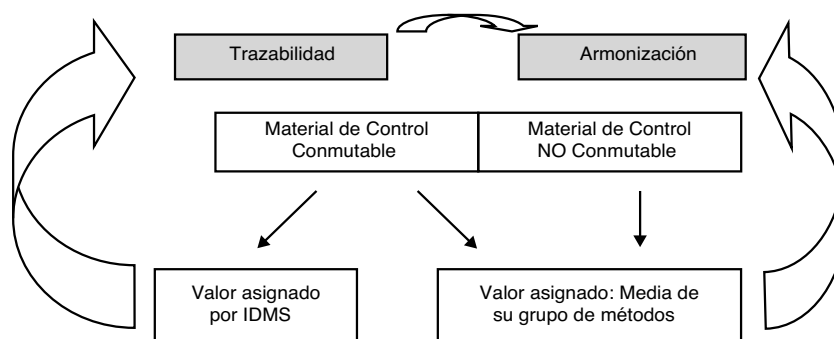 Trazabilidad
Armonización
Material de Control
Conmutable
Material de Control
NO Conmutable
Valor asignado
por IDMS
Valor asignado: Media de
su grupo de métodos